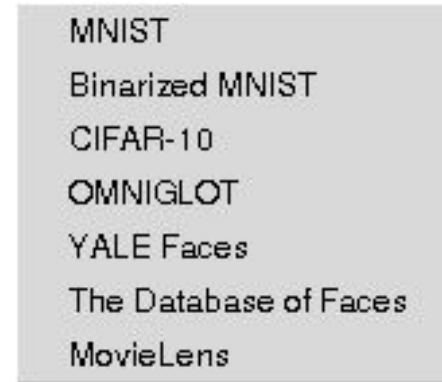 MNIST
Binarized MNIST
CIFAR-10
OMNIGLOT
YALE Faces
The Database of Faces
MovieLens